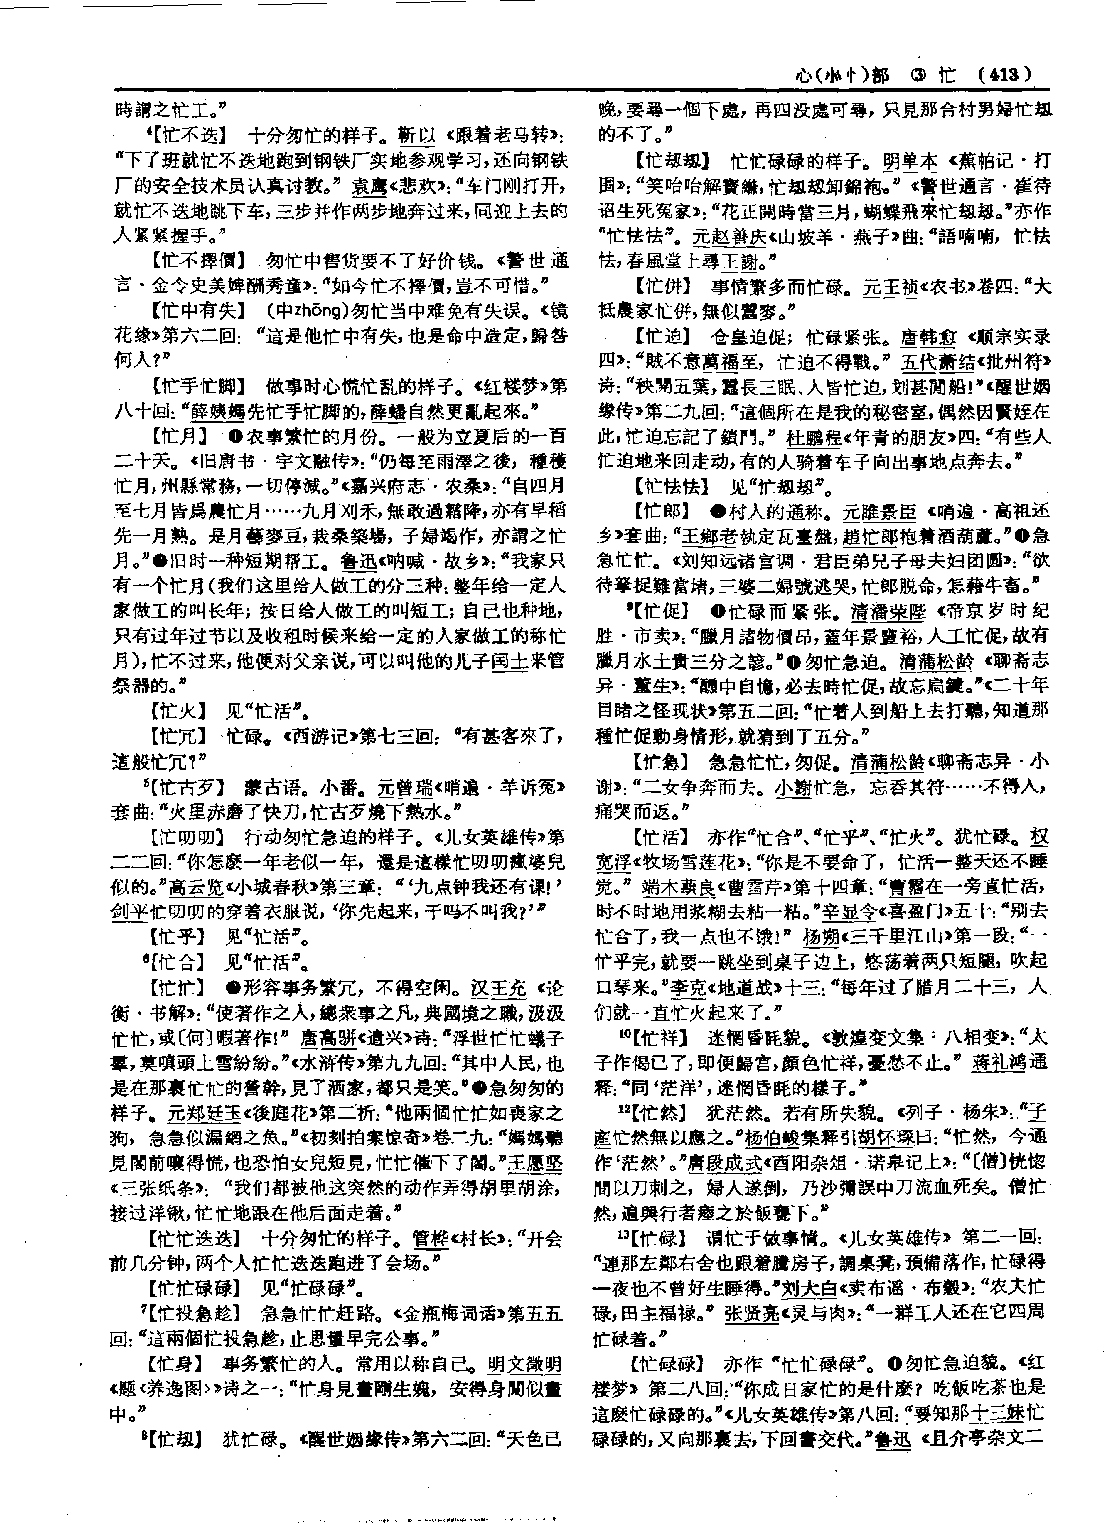 心(忄⺗)部 ③ 忙 (413)
時謂之忙工。”
⁴【忙不迭】 十分匆忙的样子。靳以《跟着老马转》：
“下了班就忙不迭地跑到钢铁厂实地参观学习，还向钢铁
厂的安全技术员认真讨教。”袁鹰《悲欢》：“车门刚打开，
就忙不迭地跳下车，三步并作两步地奔过来，同迎上去的
人紧紧握手。”
【忙不擇價】 匆忙中售货要不了好价钱。《警世通
言·金令史美婢酬秀童》：“如今忙不擇價，豈不可惜。”
【忙中有失】 (中zhōng)匆忙当中难免有失误。《镜
花缘》第六二回：“這是他忙中有失，也是命中造定，歸咎
何人？”
【忙手忙脚】 做事时心慌忙乱的样子。《红楼梦》第
八十回：“薛姨媽先忙手忙脚的，薛蟠自然更亂起來。”
【忙月】 ❶农事繁忙的月份。一般为立夏后的一百
二十天。《旧唐书·宇文融传》：“仍每至雨澤之後，種穫
忙月，州縣常務，一切停減。”《嘉兴府志·农桑》：“自四月
至七月皆爲農忙月……九月刈禾，無敢過霜降，亦有早稻
先一月熟。是月藝麥豆，栽桑築場，子婦竭作，亦謂之忙
月。”❷旧时一种短期帮工。鲁迅《呐喊·故乡》：“我家只
有一个忙月(我们这里给人做工的分三种：整年给一定人
家做工的叫长年；按日给人做工的叫短工；自己也种地，
只有过年过节以及收租时候来给一定的人家做工的称忙
月)，忙不过来，他便对父亲说，可以叫他的儿子闰土来管
祭器的。”
【忙火】 见“忙活”。
【忙冗】 忙碌。《西游记》第七三回：“有甚客來了，
這般忙冗？”
⁵【忙古歹】 蒙古语。小番。元曾瑞《哨遍·羊诉冤》
套曲：“火里赤磨了快刀，忙古歹燒下熱水。”
【忙叨叨】 行动匆忙急迫的样子。《儿女英雄传》第
二二回：“你怎麽一年老似一年，還是這樣忙叨叨瘋婆兒
似的。”高云览《小城春秋》第三章：“‘九点钟我还有课！’
剑平忙叨叨的穿着衣服说，‘你先起来，干吗不叫我？’”
【忙乎】 见“忙活”。
⁶【忙合】 见“忙活”。
【忙忙】 ❶形容事务繁冗，不得空闲。汉王充《论
衡·书解》：“使著作之人，總衆事之凡，典國境之職，汲汲
忙忙，或〔何〕暇著作！”唐高骈《遣兴》诗：“浮世忙忙蟻子
羣，莫嗔頭上雪紛紛。”《水浒传》第九九回：“其中人民，也
是在那裏忙忙的營幹，見了洒家，都只是笑。”❷急匆匆的
样子。元郑廷玉《後庭花》第二折：“他兩個忙忙如喪家之
狗，急急似漏網之魚。”《初刻拍案惊奇》卷二九：“媽媽聽
見閣前嚷得慌，也恐怕女兒短見，忙忙催下了閣。”王愿坚
《三张纸条》：“我们都被他这突然的动作弄得胡里胡涂，
接过洋锹，忙忙地跟在他后面走着。”
【忙忙迭迭】 十分匆忙的样子。管桦《村长》：“开会
前几分钟，两个人忙忙迭迭跑进了会场。”
【忙忙碌碌】 见“忙碌碌”。
⁷【忙投急趁】 急急忙忙赶路。《金瓶梅词话》第五五
回：“這兩個忙投急趁，止思量早完公事。”
【忙身】 事务繁忙的人。常用以称自己。明文徵明
《题〈养逸图〉》诗之一：“忙身見畫剛生媿，安得身閒似畫
中。”
⁸【忙刧】 犹忙碌。《醒世姻缘传》第六二回：“天色已
晚，要尋一個下處，再四没處可尋，只見那合村男婦忙刧
的不了。”
【忙刧刧】 忙忙碌碌的样子。明单本《蕉帕记·打
围》：“笑哈哈解寳纖，忙刧刧卸錦袍。”《警世通言·崔待
诏生死冤家》：“花正開時當三月，蝴蝶飛來忙刧刧。”亦作
“忙怯怯”。元赵善庆《山坡羊·燕子》曲：“語喃喃，忙怯
怯，春風堂上尋王謝。”
【忙併】 事情繁多而忙碌。元王祯《农书》卷四：“大
抵農家忙併，無似蠶麥。”
【忙迫】 仓皇迫促；忙碌紧张。唐韩愈《顺宗实录
四》：“賊不意萬福至，忙迫不得戰。”五代萧结《批州符》
诗：“秧開五葉，蠶長三眠、人皆忙迫，划甚閒船！”《醒世姻
缘传》第二九回：“這個所在是我的秘密室，偶然因賢姪在
此，忙迫忘記了鎖門。”杜鹏程《年青的朋友》四：“有些人
忙迫地来回走动，有的人骑着车子向出事地点奔去。”
【忙怯怯】 见“忙刧刧”。
【忙郎】 ❶村人的通称。元睢景臣《哨遍·高祖还
乡》套曲：“王鄉老執定瓦臺盤，趙忙郎抱着酒葫蘆。”❷急
急忙忙。《刘知远诸宫调·君臣弟兄子母夫妇团圆》：“欲
待拏捉難當堵，三婆二婦號逃哭，忙郎脱命，怎藉牛畜。”
⁹【忙促】 ❶忙碌而紧张。清潘荣陛《帝京岁时纪
胜·市卖》：“臘月諸物價昂，蓋年景豐裕，人工忙促，故有
臘月水土貴三分之諺。”❷匆忙急迫。清蒲松龄《聊斋志
异·董生》：“醺中自憶，必去時忙促，故忘扃鍵。”《二十年
目睹之怪现状》第五二回：“忙着人到船上去打聽，知道那
種忙促動身情形，就猜到了五分。”
【忙急】 急急忙忙，匆促。清蒲松龄《聊斋志异·小
谢》：“二女争奔而去。小謝忙急，忘吞其符……不得入，
痛哭而返。”
【忙活】 亦作“忙合”、“忙乎”、“忙火”。犹忙碌。权
宽浮《牧场雪莲花》：“你是不要命了，忙活一整天还不睡
觉。”端木蕻良《曹雪芹》第十四章：“曹霑在一旁直忙活，
时不时地用浆糊去粘一粘。”辛显令《喜盈门》五十：“别去
忙合了，我一点也不饿！”杨朔《三千里江山》第一段：“一
忙乎完，就要一跳坐到桌子边上，悠荡着两只短腿，吹起
口琴来。”李克《地道战》十三：“每年过了腊月二十三，人
们就一直忙火起来了。”
¹⁰【忙祥】 迷惘昏眊貌。《敦煌变文集·八相变》：“太
子作偈已了，即便歸宫，顔色忙祥，憂愁不止。”蒋礼鸿通
释：“同‘茫洋’，迷惘昏眊的樣子。”
¹²【忙然】 犹茫然。若有所失貌。《列子·杨朱》：“子
産忙然無以應之。”杨伯峻集释引胡怀琛曰：“忙然，今通
作‘茫然’。”唐段成式《酉阳杂俎·诺皋记上》：“〔僧〕恍惚
間以刀刺之，婦人遂倒，乃沙彌誤中刀流血死矣。僧忙
然，遽與行者瘞之於飯甕下。”
¹³【忙碌】 谓忙于做事情。《儿女英雄传》第二一回：
“連那左鄰右舍也跟着騰房子，調桌凳，預備落作，忙碌得
一夜也不曾好生睡得。”刘大白《卖布谣·布穀》：“农夫忙
碌，田主福禄。”张贤亮《灵与肉》：“一群工人还在它四周
忙碌着。”
【忙碌碌】 亦作“忙忙碌碌”。❶匆忙急迫貌。《红
楼梦》第二八回：“你成日家忙的是什麽？吃飯吃茶也是
這麽忙碌碌的。”《儿女英雄传》第八回：“要知那十三妹忙
碌碌的，又向那裏去，下回書交代。”鲁迅《且介亭杂文二